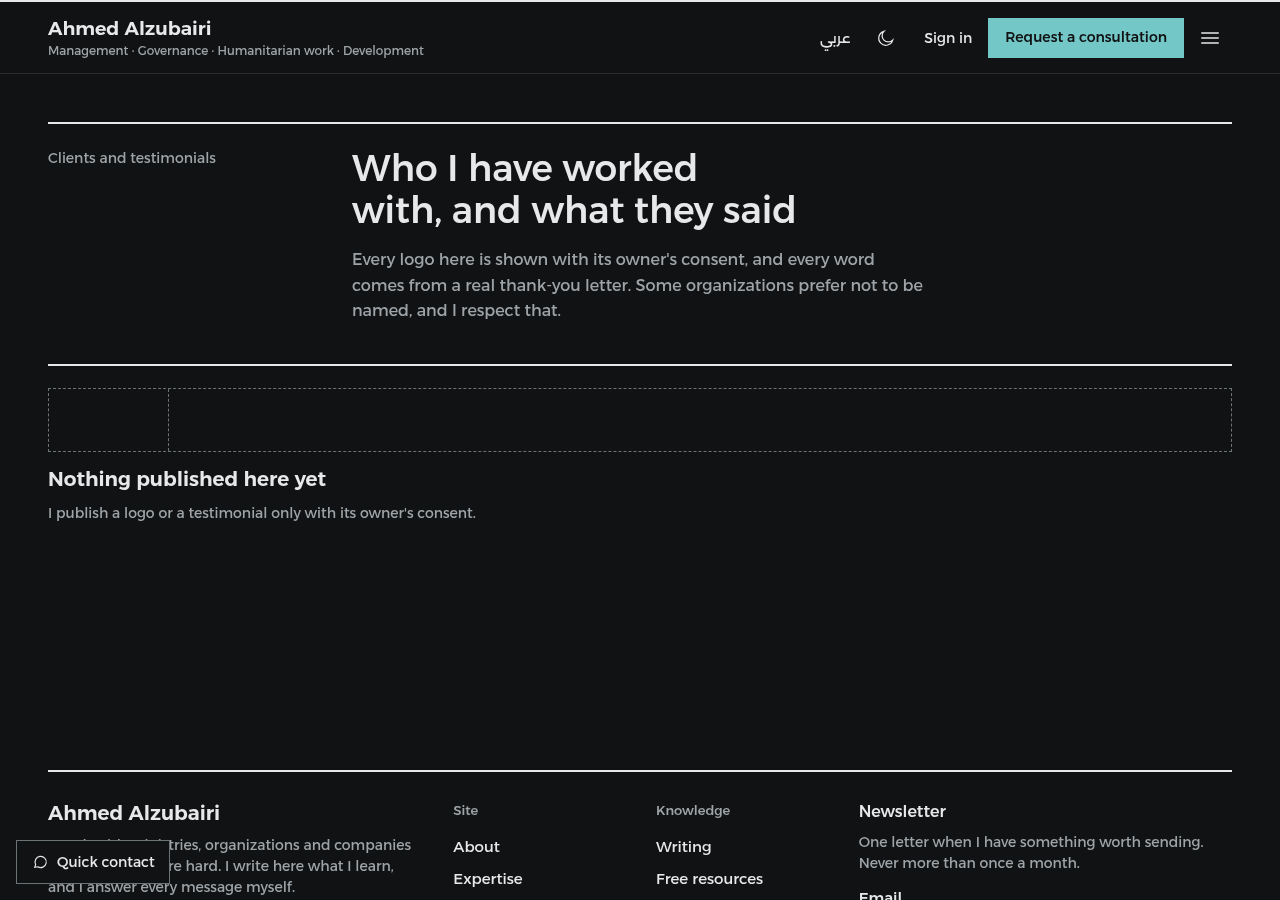 Ahmed Alzubairi
Management · Governance · Humanitarian work · Development
عربي
Sign in
Request a consultation
Clients and testimonials
Who I have worked
with, and what they said
Every logo here is shown with its owner's consent, and every word
comes from a real thank-you letter. Some organizations prefer not to be
named, and I respect that.
Nothing published here yet
I publish a logo or a testimonial only with its owner's consent.
Ahmed Alzubairi
organizations and companies
hard. I write here what I learn,
and I answer every message myself.
Quick contact
Site
About
Expertise
Knowledge
Writing
Free resources
Newsletter
One letter when I have something worth sending.
Never more than once a month.
Email